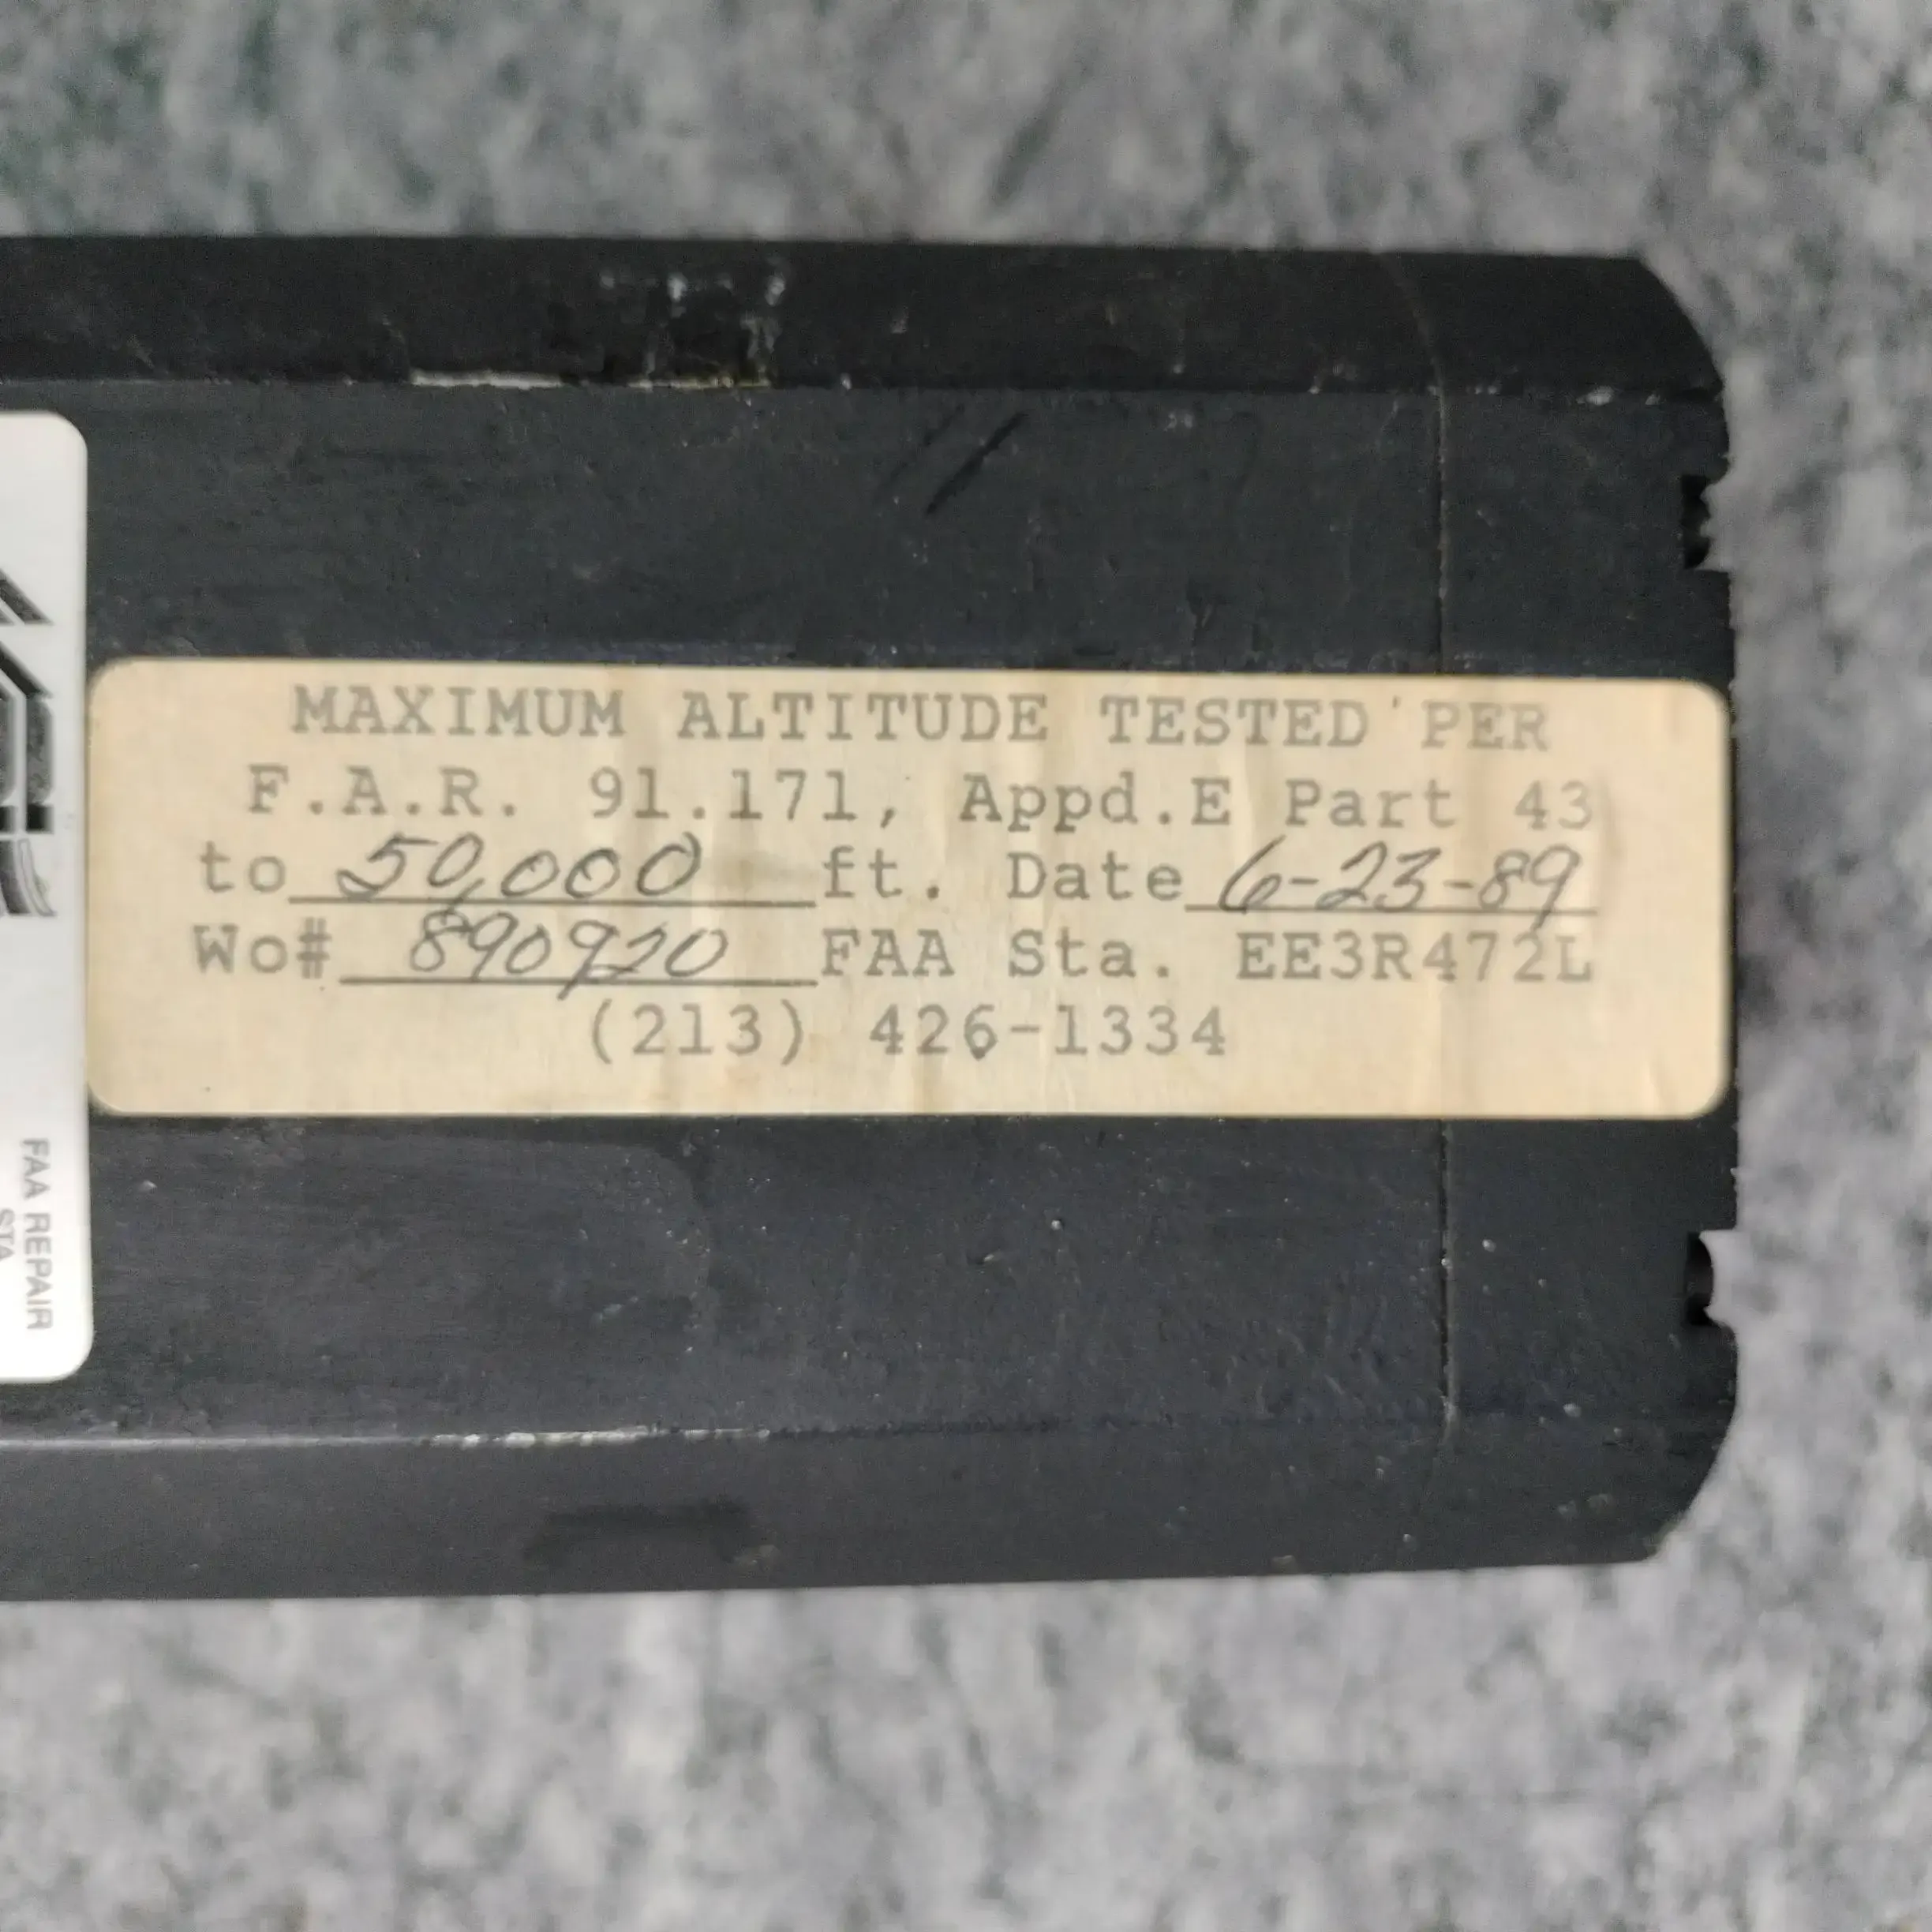 MAXIMUM ALTITUDE TESTED PER
F.A.R. 91.171, Appd.E Part 43
to 50,000 ft. Date 6-23-89
Wo# 890920 FAA Sta. EE3R472L
(213) 426-1334
FAA REPAIR
STA